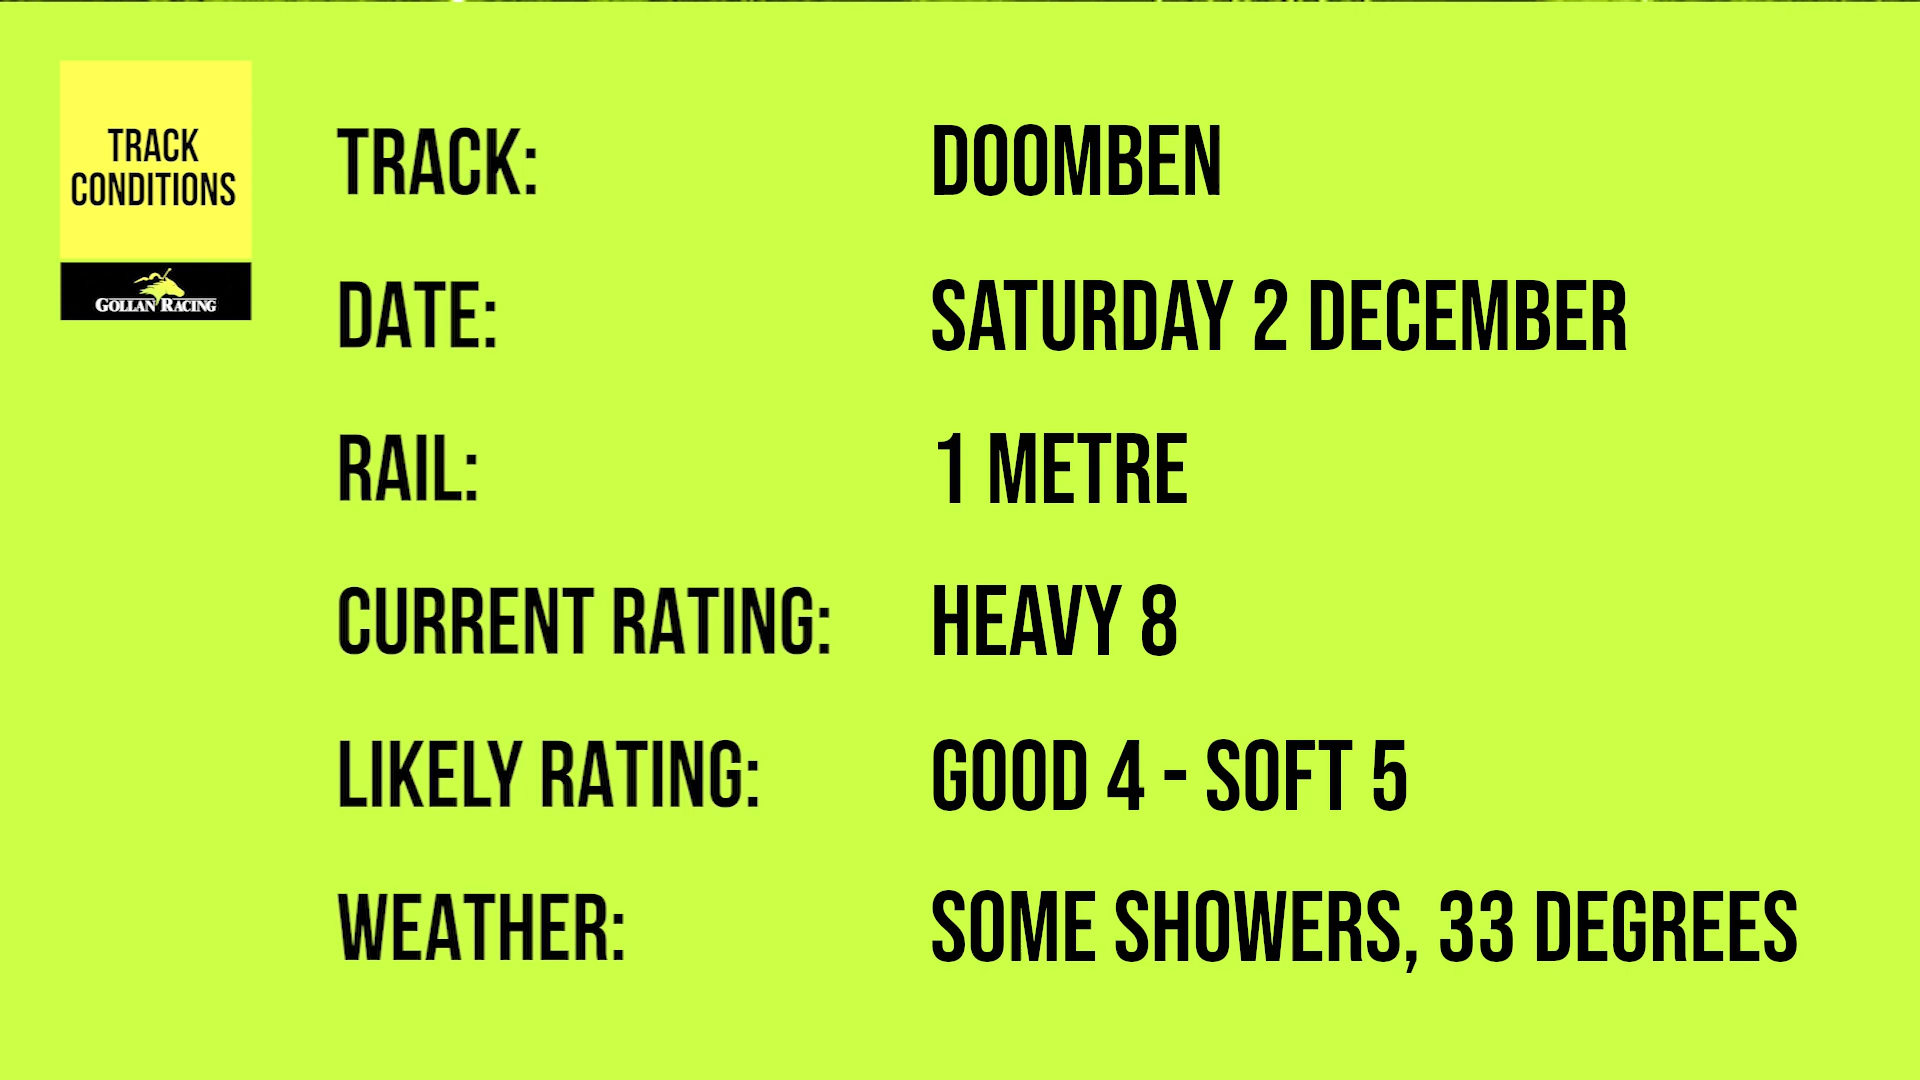 TRACK
CONDITIONS
GOLLAN RACING
TRACK: DOOMBEN
DATE: SATURDAY 2 DECEMBER
RAIL: 1 METRE
CURRENT RATING: HEAVY 8
LIKELY RATING: GOOD 4 - SOFT 5
WEATHER: SOME SHOWERS, 33 DEGREES